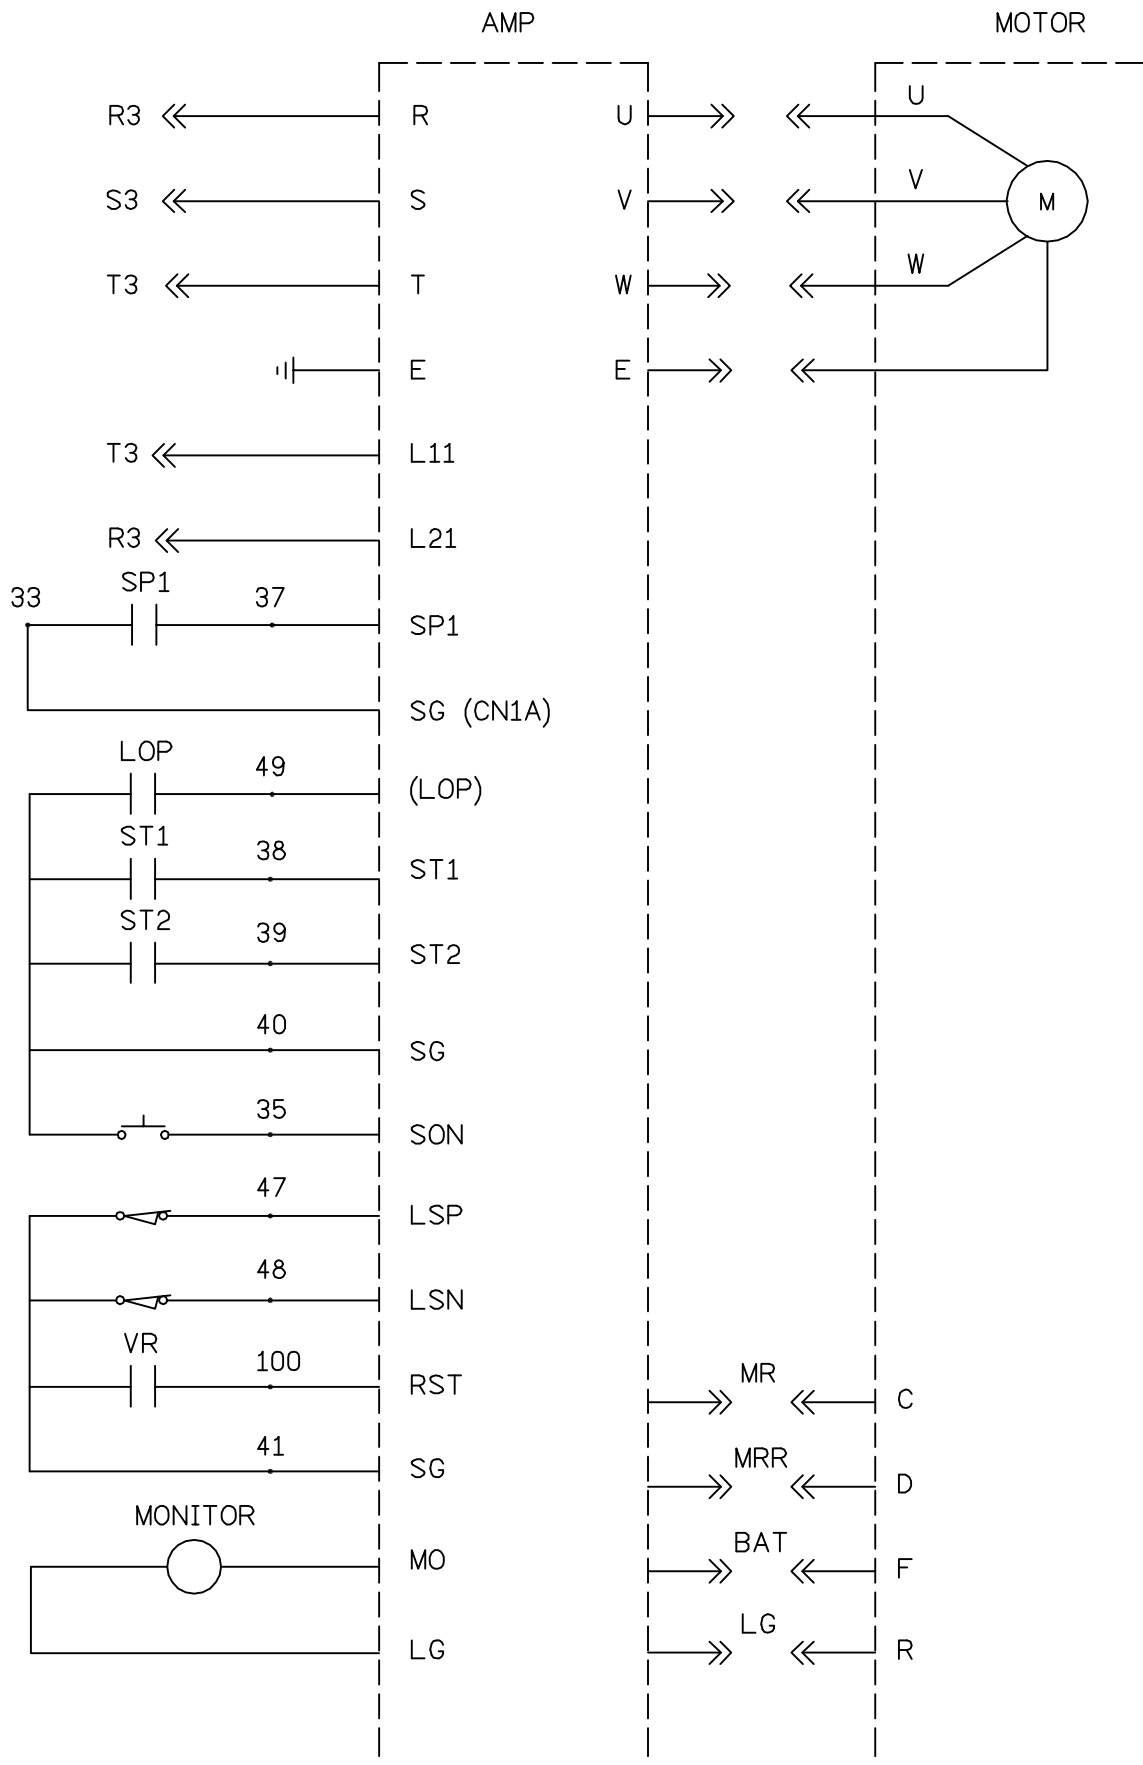 AMP MOTOR
R3 R U U
S3 S V V M
T3 T W W
E E
T3 L11
R3 L21
SP1
33 37 SP1
SG (CN1A)
LOP 49 (LOP)
ST1 38 ST1
ST2 39 ST2
40 SG
35 SON
47 LSP
48 LSN
VR 100 RST MR C
41 SG MRR D
MONITOR MO BAT F
LG LG R